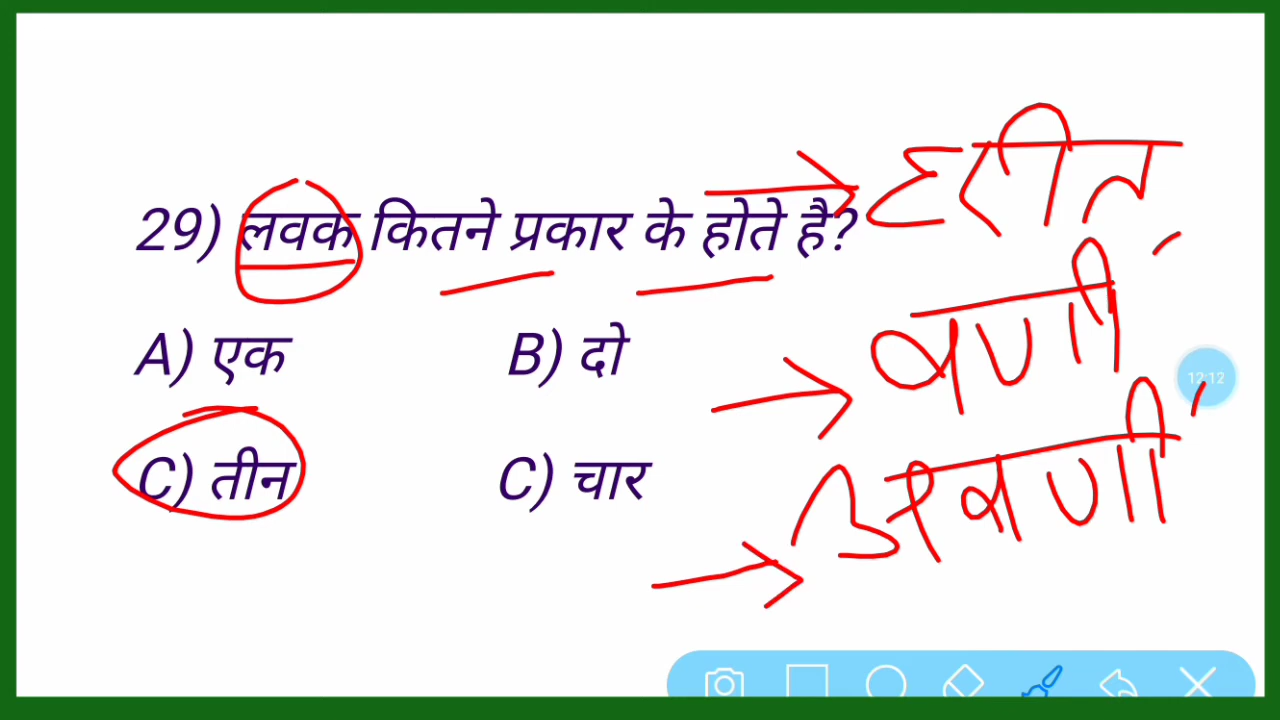 29) लवक कितने प्रकार के होते है?
A) एक
B) दो
C) तीन
C) चार
हरीत
वर्णी
अवर्णी
12:12